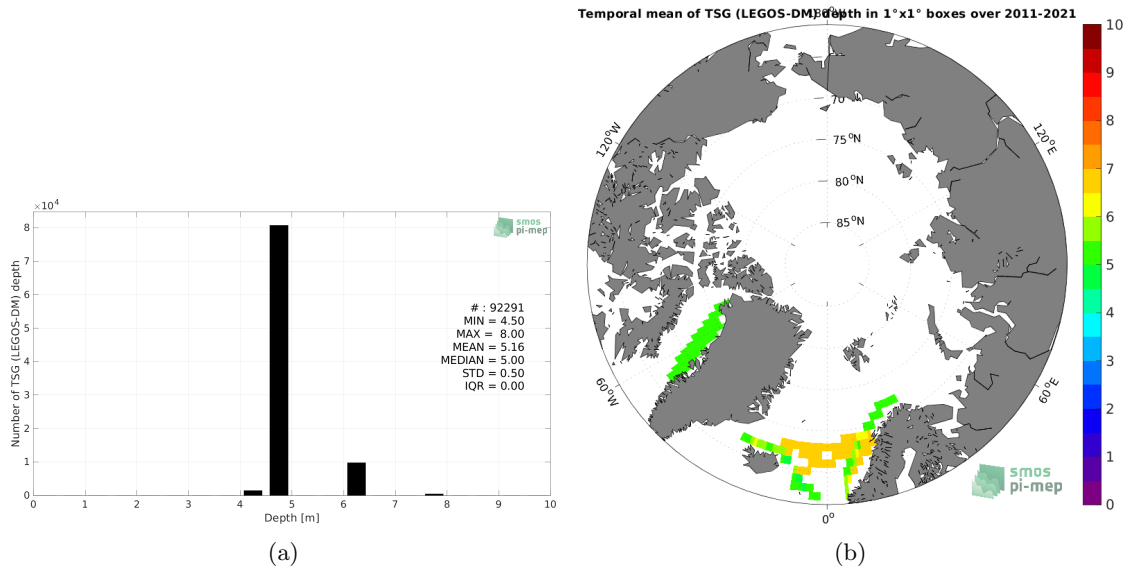 Temporal mean of TSG (LEGOS-DM) depth in 1°x1° boxes over 2011-2021
180°W
120°W
120°E
60°W
60°E
0°
70
75°N
80°N
85°N
10
9
8
7
6
5
4
3
2
1
0
smos
pi-mep
×10⁴
8
7
6
5
4
3
2
1
0
Number of TSG (LEGOS-DM) depth
smos
pi-mep
# : 92291
MIN = 4.50
MAX = 8.00
MEAN = 5.16
MEDIAN = 5.00
STD = 0.50
IQR = 0.00
0 1 2 3 4 5 6 7 8 9 10
Depth [m]
(a)
(b)